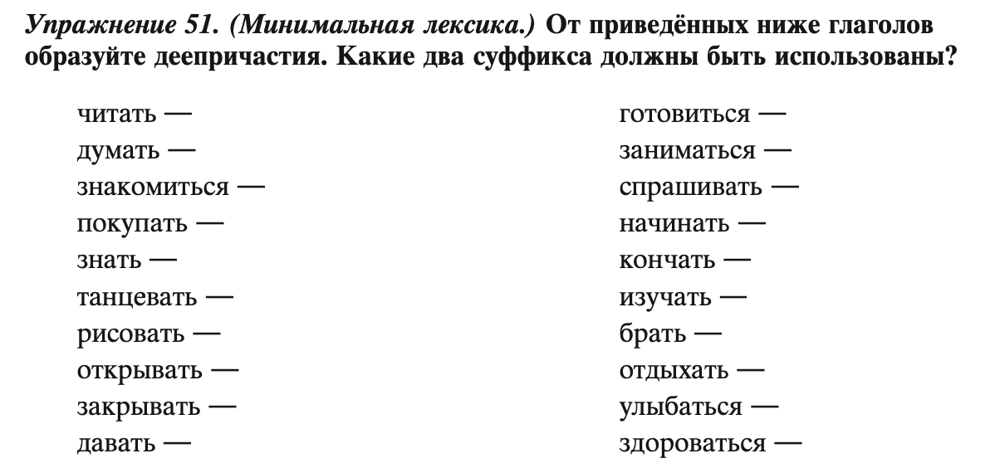 Упражнение 51. (Минимальная лексика.) От приведённых ниже глаголов
образуйте деепричастия. Какие два суффикса должны быть использованы?
читать —
думать —
знакомиться —
покупать —
знать —
танцевать —
рисовать —
открывать —
закрывать —
давать —
готовиться —
заниматься —
спрашивать —
начинать —
кончать —
изучать —
брать —
отдыхать —
улыбаться —
здороваться —